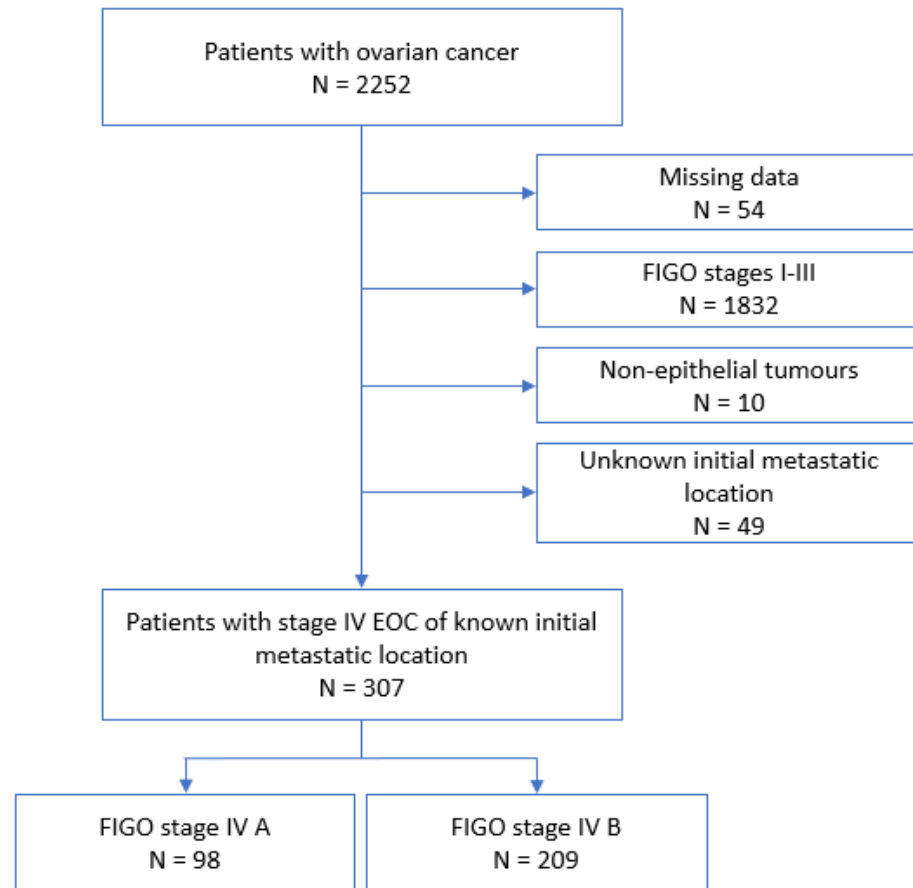 Patients with ovarian cancer
N = 2252
Missing data
N = 54
FIGO stages I-III
N = 1832
Non-epithelial tumours
N = 10
Unknown initial metastatic
location
N = 49
Patients with stage IV EOC of known initial
metastatic location
N = 307
FIGO stage IV A
N = 98
FIGO stage IV B
N = 209